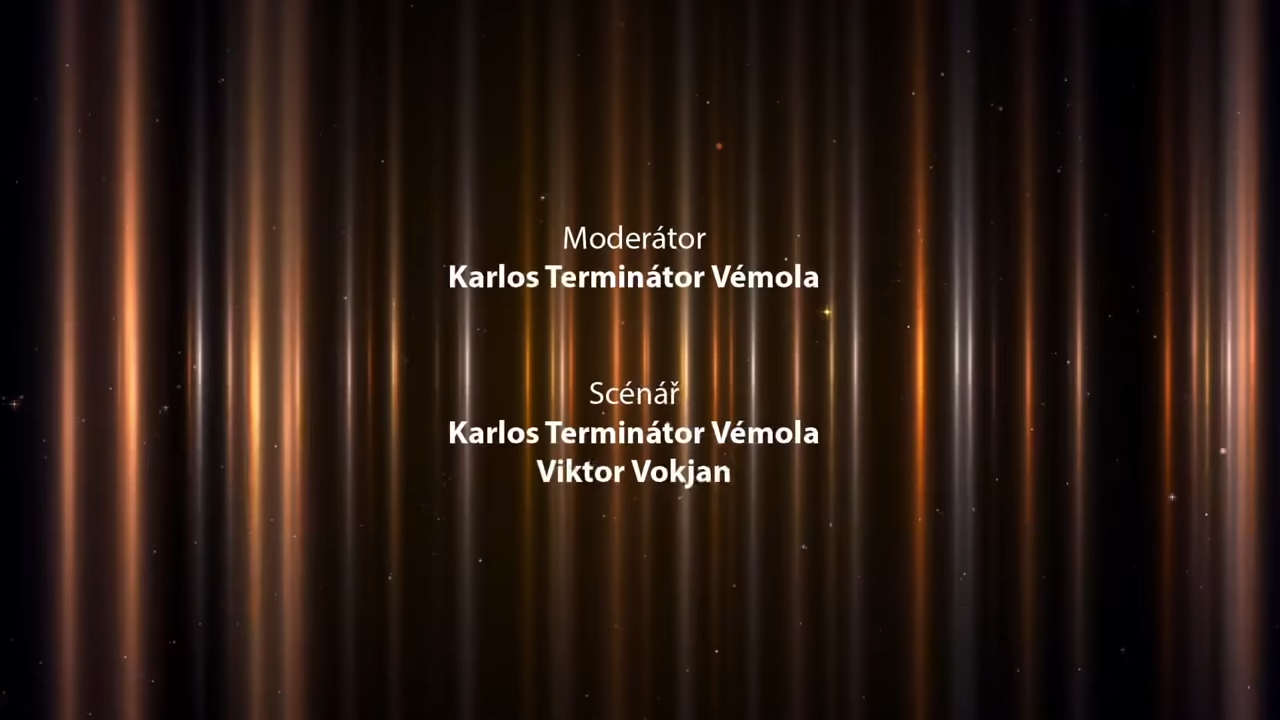 Moderátor
Karlos Terminátor Vémola
Scénář
Karlos Terminátor Vémola
Viktor Vokjan